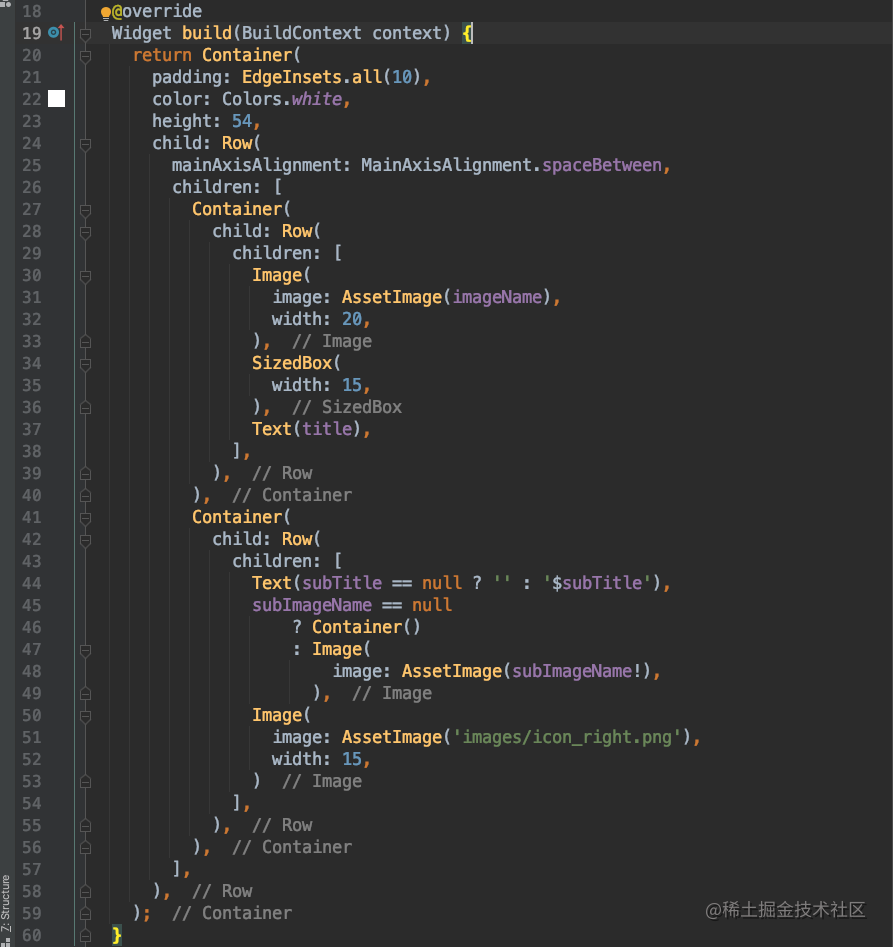 18 @override
19 Widget build(BuildContext context) {
20 return Container(
21 padding: EdgeInsets.all(10),
22 color: Colors.white,
23 height: 54,
24 child: Row(
25 mainAxisAlignment: MainAxisAlignment.spaceBetween,
26 children: [
27 Container(
28 child: Row(
29 children: [
30 Image(
31 image: AssetImage(imageName),
32 width: 20,
33 ), // Image
34 SizedBox(
35 width: 15,
36 ), // SizedBox
37 Text(title),
38 ],
39 ), // Row
40 ), // Container
41 Container(
42 child: Row(
43 children: [
44 Text(subTitle == null ? '' : '$subTitle'),
45 subImageName == null
46 ? Container()
47 : Image(
48 image: AssetImage(subImageName!),
49 ), // Image
50 Image(
51 image: AssetImage('images/icon_right.png'),
52 width: 15,
53 ) // Image
54 ],
55 ), // Row
56 ), // Container
57 ],
58 ), // Row
59 ); // Container
60 }
Z: Structure
@稀土掘金技术社区